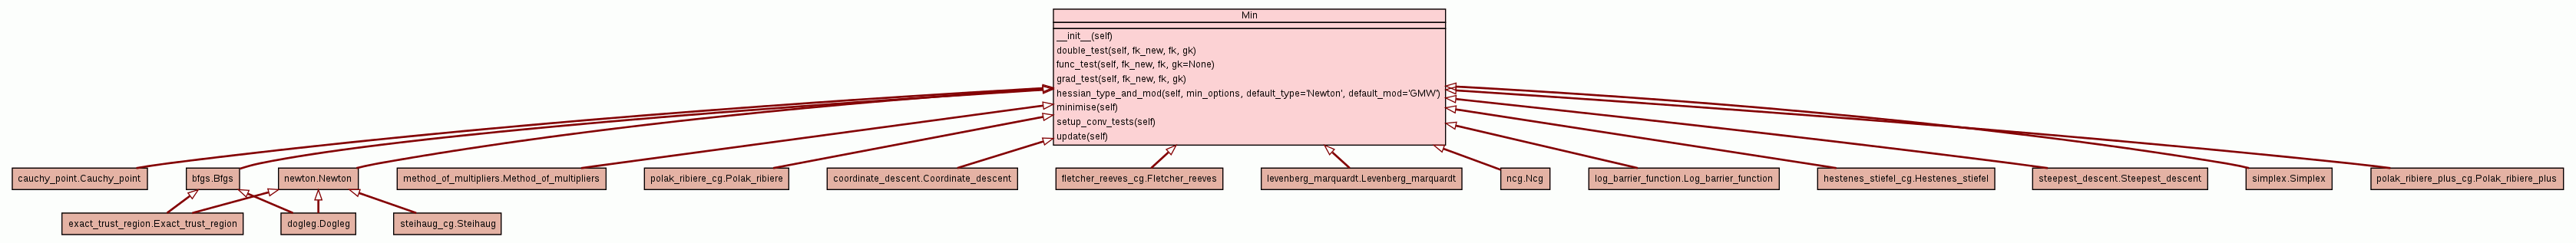 Min
__init__(self)
double_test(self, fk_new, fk, gk)
func_test(self, fk_new, fk, gk=None)
grad_test(self, fk_new, fk, gk)
hessian_type_and_mod(self, min_options, default_type='Newton', default_mod='GMW')
minimise(self)
setup_conv_tests(self)
update(self)
cauchy_point.Cauchy_point
bfgs.Bfgs
newton.Newton
method_of_multipliers.Method_of_multipliers
polak_ribiere_cg.Polak_ribiere
coordinate_descent.Coordinate_descent
fletcher_reeves_cg.Fletcher_reeves
levenberg_marquardt.Levenberg_marquardt
ncg.Ncg
log_barrier_function.Log_barrier_function
hestenes_stiefel_cg.Hestenes_stiefel
steepest_descent.Steepest_descent
simplex.Simplex
polak_ribiere_plus_cg.Polak_ribiere_plus
exact_trust_region.Exact_trust_region
dogleg.Dogleg
steihaug_cg.Steihaug